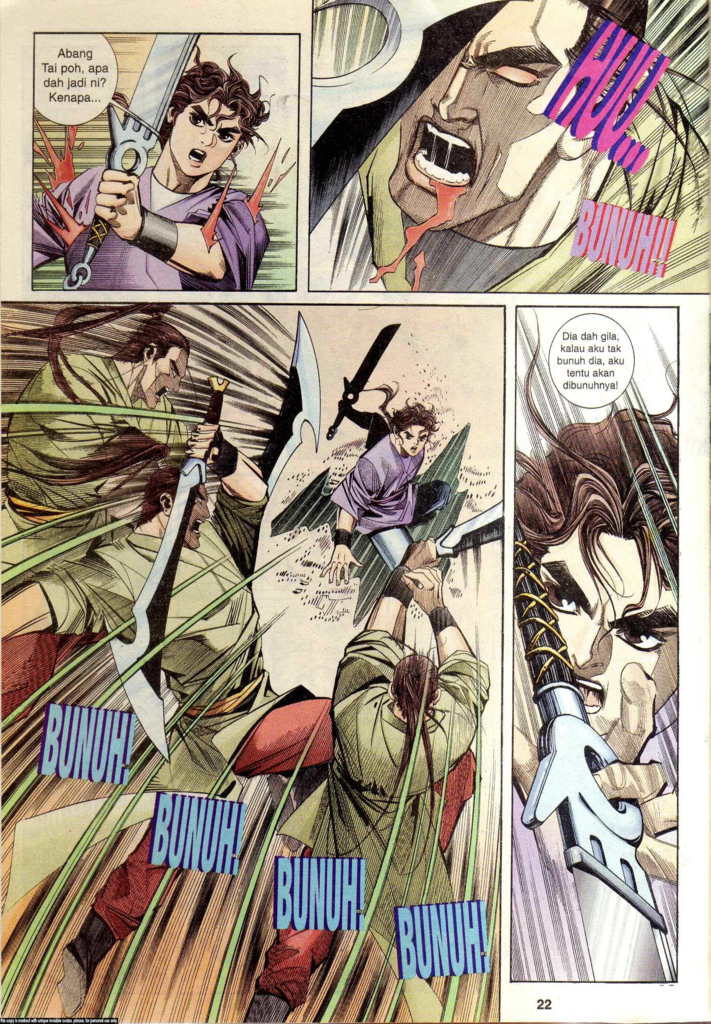 Abang
Tai poh, apa
dah jadi ni?
Kenapa...
HUU...
BUNUH!!
Dia dah gila,
kalau aku tak
bunuh dia, aku
tentu akan
dibunuhnya!
BUNUH!
BUNUH!
BUNUH!
BUNUH!
22